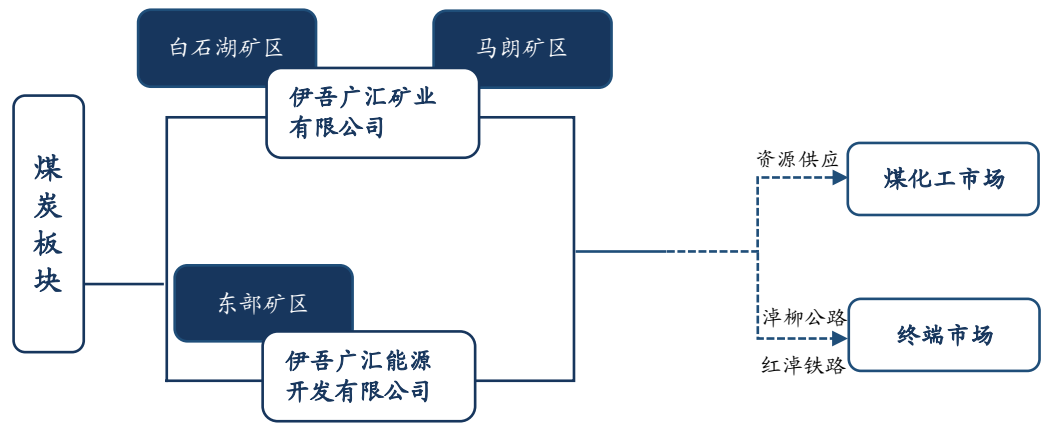 白石湖矿区
马朗矿区
伊吾广汇矿业
有限公司
煤
炭
板
块
资源供应
煤化工市场
东部矿区
淖柳公路
终端市场
伊吾广汇能源
开发有限公司
红淖铁路